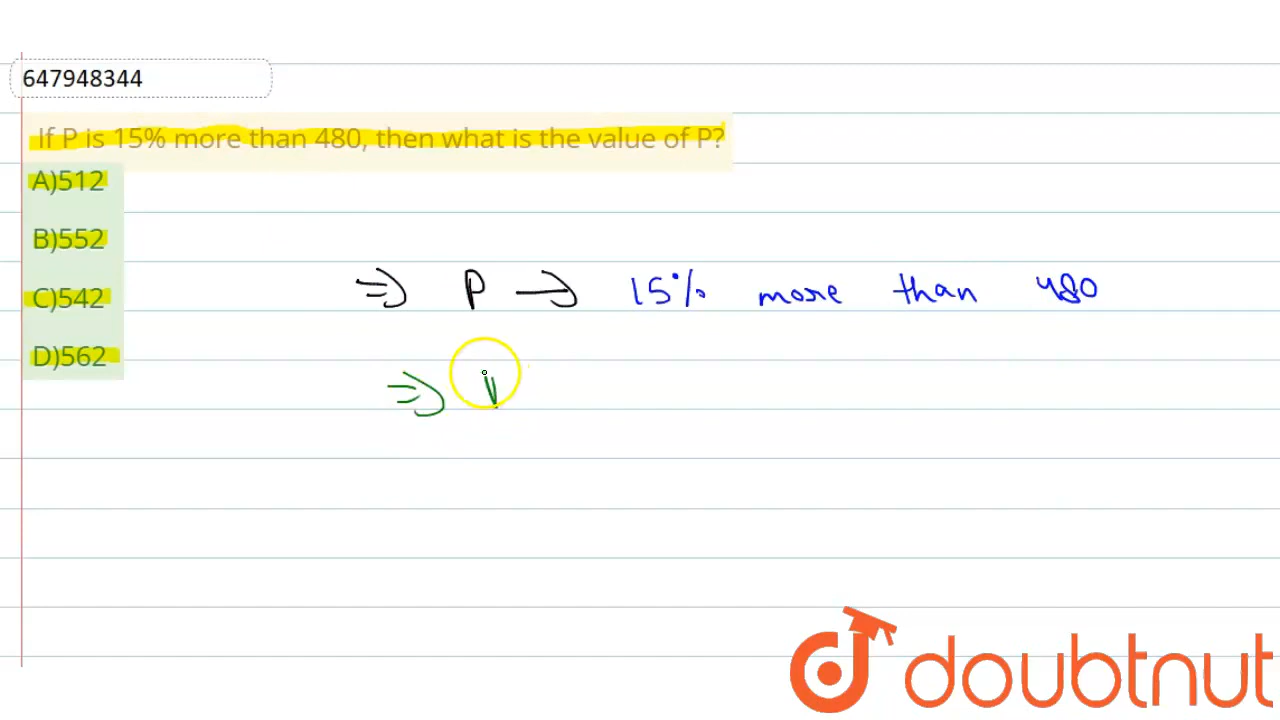 647948344
If P is 15% more than 480, then what is the value of P?
A)512
B)552
C)542
D)562
⇒ P → 15% more than 480
⇒
doubtnut